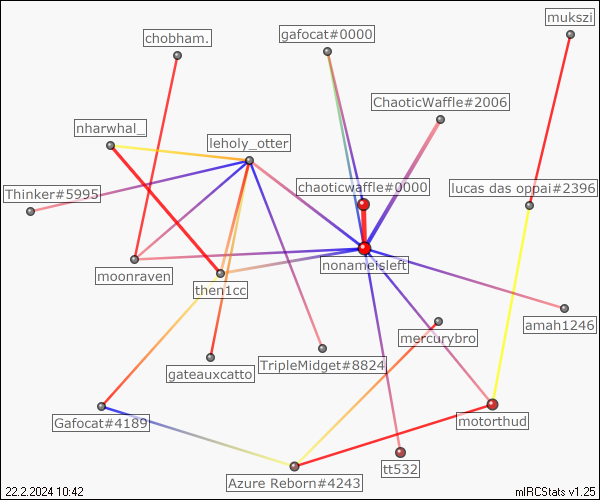 mukszi
gafocat#0000
chobham.
ChaoticWaffle#2006
nharwhal_
leholy_otter
chaoticwaffle#0000
lucas das oppai#2396
Thinker#5995
nonameisleft
moonraven
then1cc
amah1246
mercurybro
TripleMidget#8824
gateauxcatto
Gafocat#4189
motorthud
tt532
Azure Reborn#4243
22.2.2024 10:42
mIRCStats v1.25